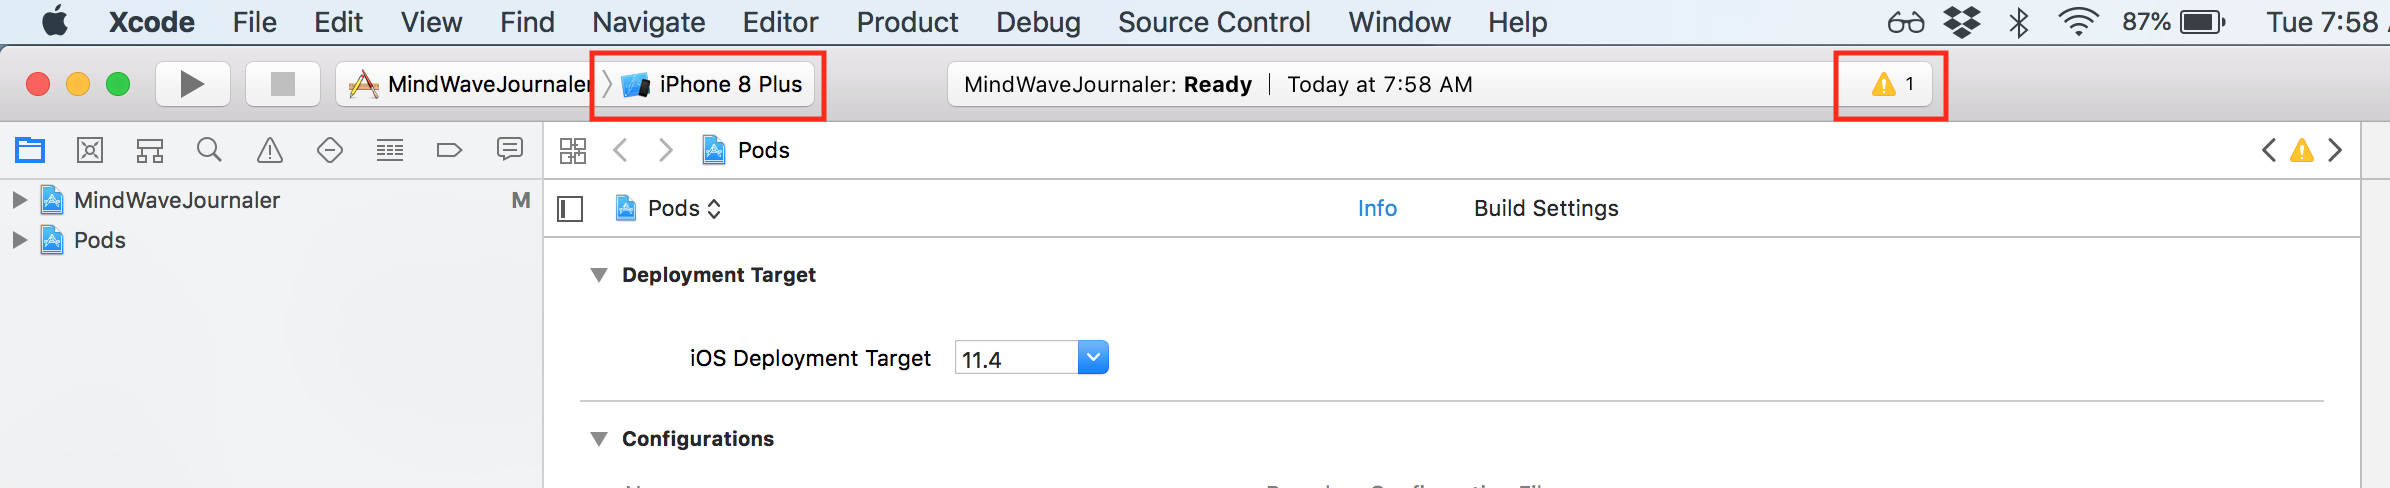 Xcode File Edit View Find Navigate Editor Product Debug Source Control Window Help 87% Tue 7:58
MindWaveJournaler iPhone 8 Plus MindWaveJournaler: Ready Today at 7:58 AM 1
Pods
MindWaveJournaler M
Pods Info Build Settings
Pods
Deployment Target
iOS Deployment Target 11.4
Configurations